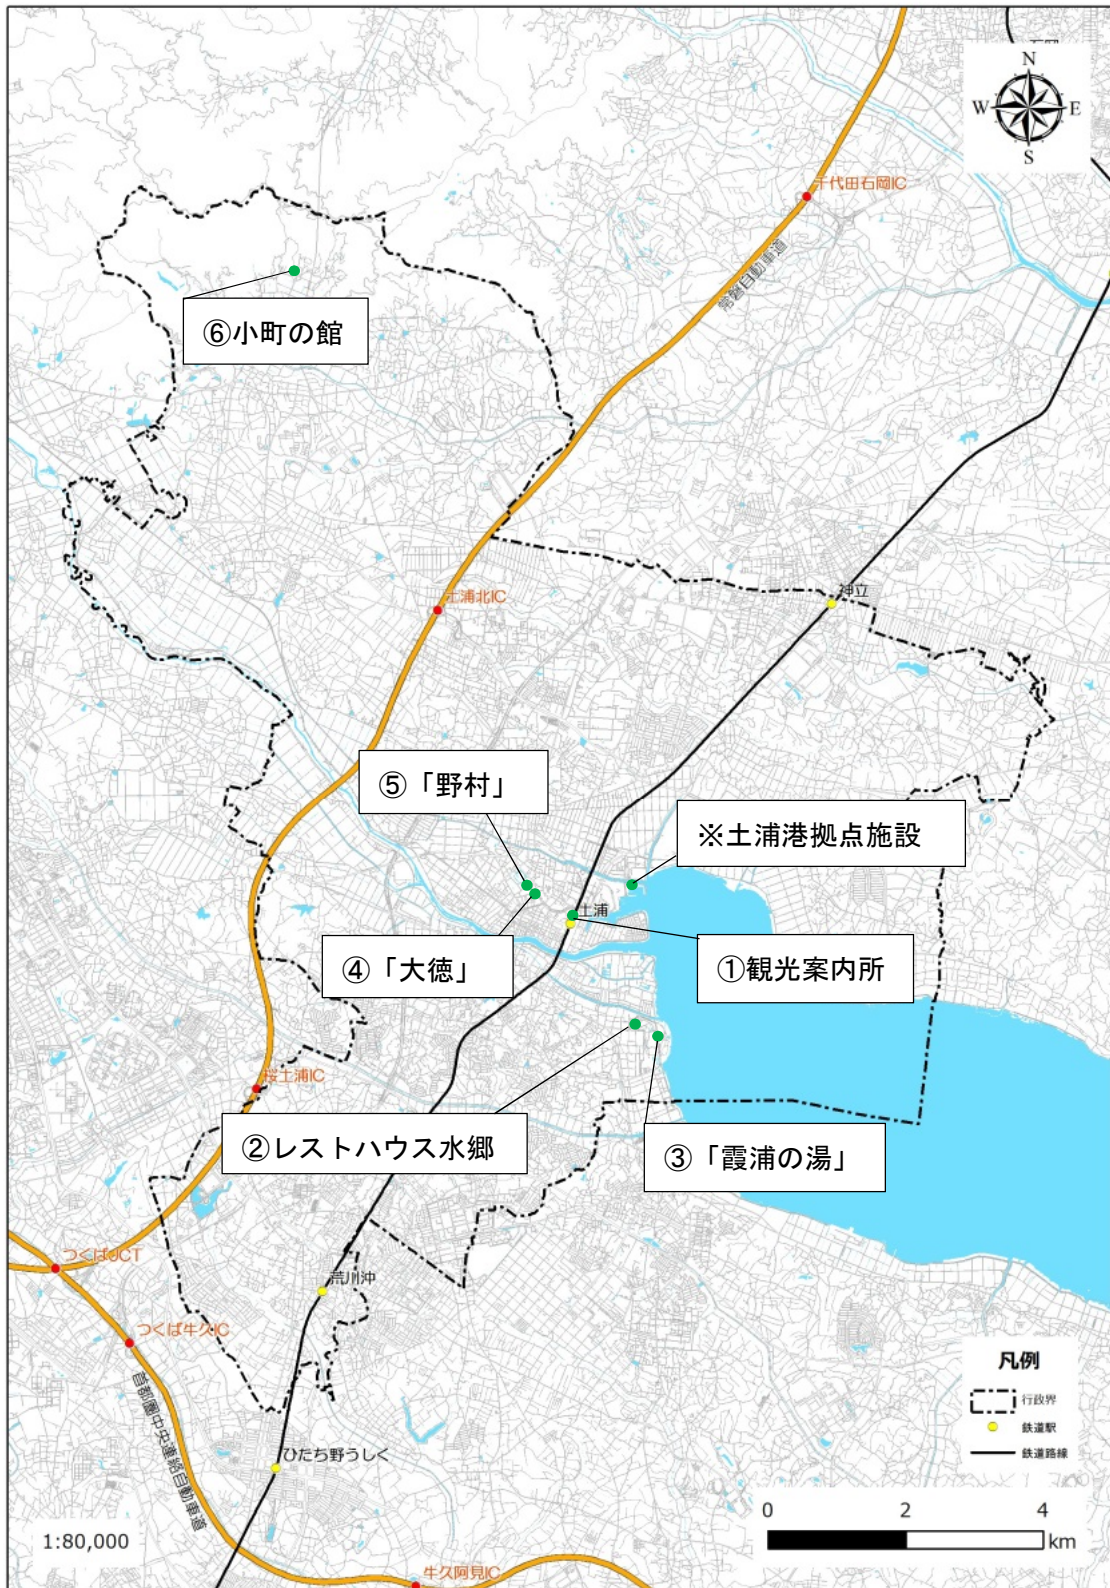 N
W
E
S
千代田石岡IC
常磐自動車道
⑥小町の館
土浦北IC
神立
⑤「野村」
※土浦港拠点施設
土浦
④「大徳」
①観光案内所
桜土浦IC
②レストハウス水郷
③「霞浦の湯」
つくばJCT
荒川沖
つくば牛久IC
首都圏中央連絡自動車道
ひたち野うしく
牛久阿見IC
凡例
行政界
鉄道駅
鉄道路線
0 2 4
km
1:80,000